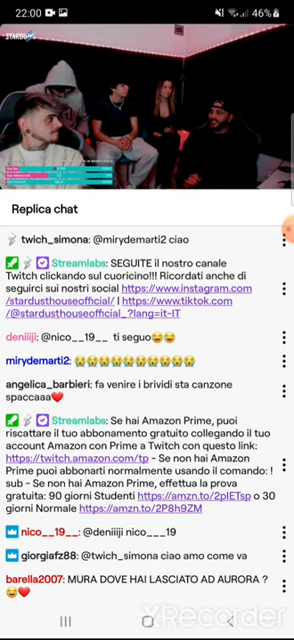 22:00
46%
STARDUST
Replica chat
twich_simona: @mirydemarti2 ciao
Streamlabs: SEGUITE il nostro canale
Twitch clickando sul cuoricino!!! Ricordati anche di
seguirci sui nostri social https://www.instagram.com
/stardusthouseofficial/ | https://www.tiktok.com
/@stardusthouseofficial_?lang=it-IT
deniiji: @nico__19__ ti seguo😂😂
mirydemarti2: 😭😭😭😭😭😭😭😭😭😭
angelica_barbieri: fa venire i brividi sta canzone
spaccaaa❤️
Streamlabs: Se hai Amazon Prime, puoi
riscattare il tuo abbonamento gratuito collegando il tuo
account Amazon con Prime a Twitch con questo link:
https://twitch.amazon.com/tp - Se non hai Amazon
Prime puoi abbonarti normalmente usando il comando: !
sub - Se non hai Amazon Prime, effettua la prova
gratuita: 90 giorni Studenti https://amzn.to/2pIETsp o 30
giorni Normale https://amzn.to/2P8h9ZM
nico__19__: @deniiiji nico___19
giorgiafz88: @twich_simona ciao amo come va
barella2007: MURA DOVE HAI LASCIATO AD AURORA ?
😂❤️
XRecorder